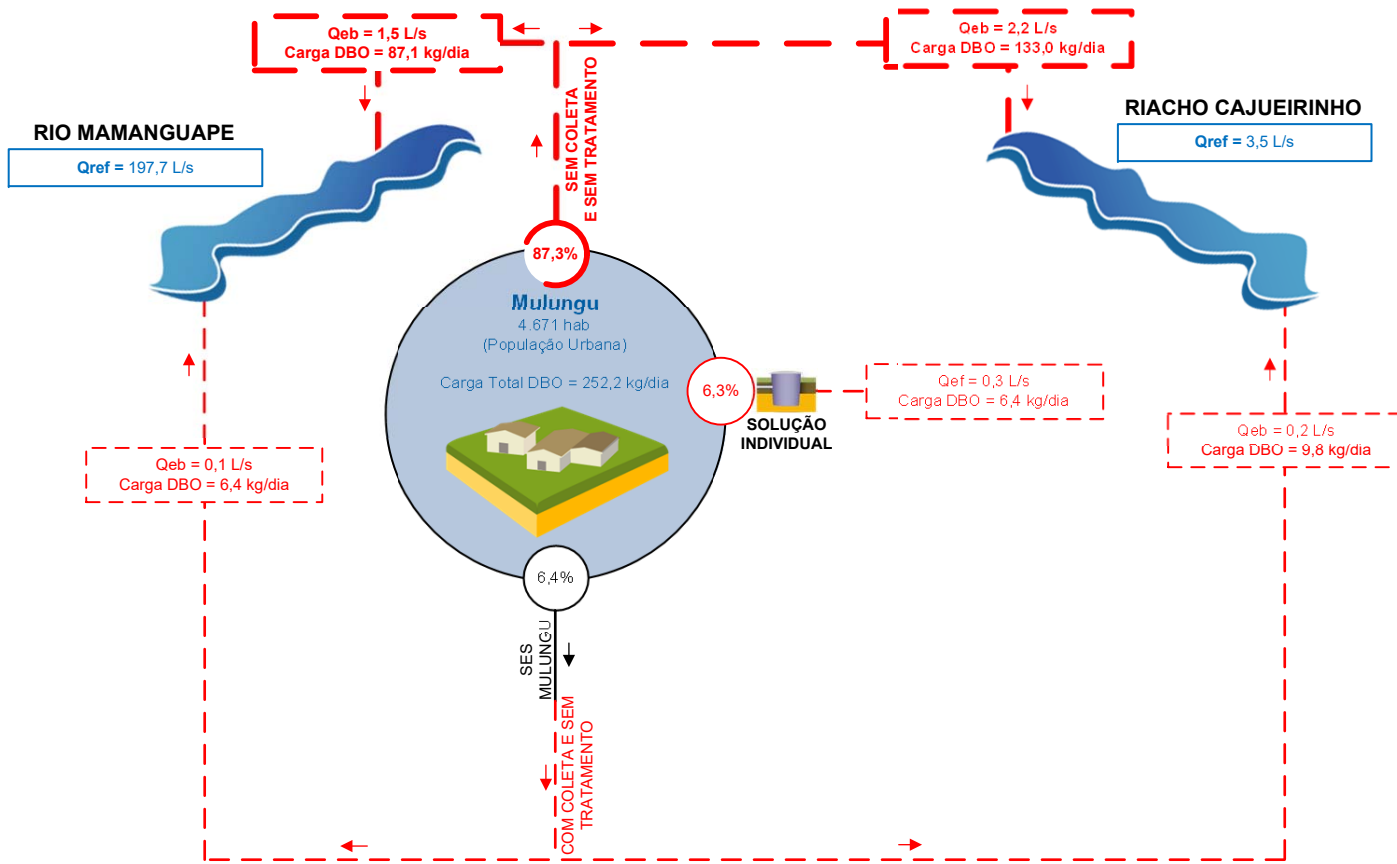 Qeb = 1,5 L/s
Carga DBO = 87,1 kg/dia
Qeb = 2,2 L/s
Carga DBO = 133,0 kg/dia
RIO MAMANGUAPE
Qref = 197,7 L/s
RIACHO CAJUEIRINHO
Qref = 3,5 L/s
SEM COLETA
E SEM TRATAMENTO
87,3%
Mulungu
4.671 hab
(População Urbana)
Carga Total DBO = 252,2 kg/dia
6,3%
SOLUÇÃO
INDIVIDUAL
Qef = 0,3 L/s
Carga DBO = 6,4 kg/dia
Qeb = 0,1 L/s
Carga DBO = 6,4 kg/dia
Qeb = 0,2 L/s
Carga DBO = 9,8 kg/dia
6,4%
SES
MULUNGU
COM COLETA E SEM
TRATAMENTO